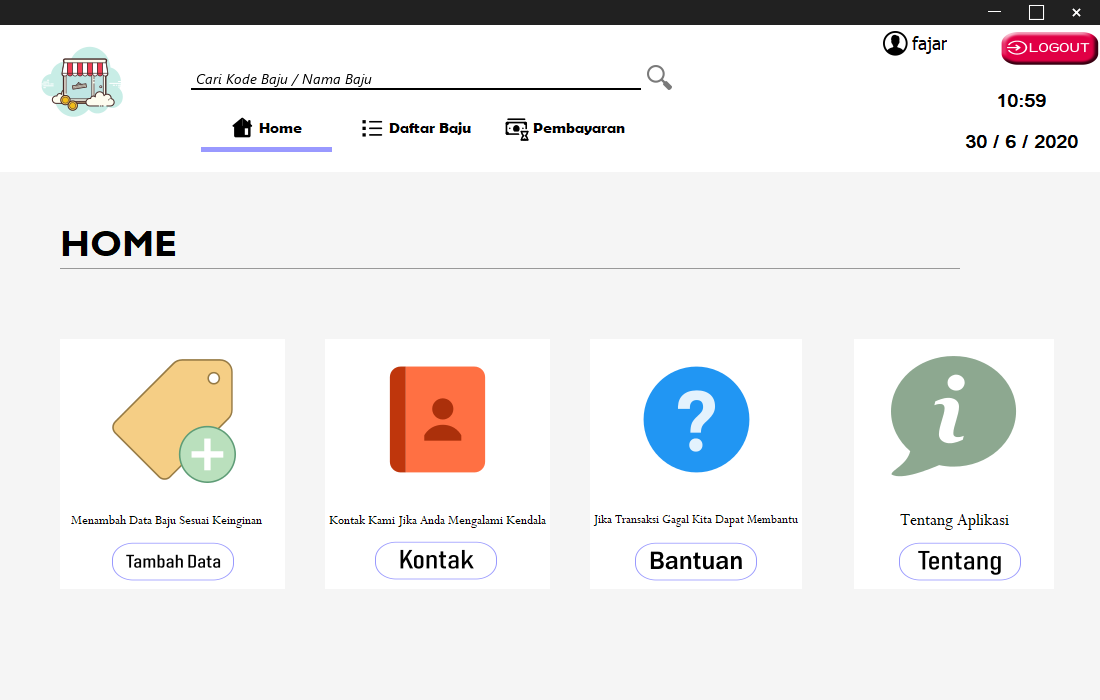 fajar
LOGOUT
Cari Kode Baju / Nama Baju
10:59
Home
Daftar Baju
Pembayaran
30 / 6 / 2020
HOME
Menambah Data Baju Sesuai Keinginan
Kontak Kami Jika Anda Mengalami Kendala
Jika Transaksi Gagal Kita Dapat Membantu
Tentang Aplikasi
Tambah Data
Kontak
Bantuan
Tentang